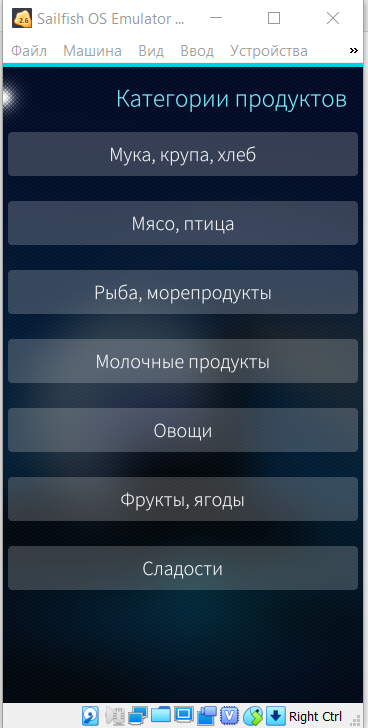 Sailfish OS Emulator ...
Файл Машина Вид Ввод Устройства »
Категории продуктов
Мука, крупа, хлеб
Мясо, птица
Рыба, морепродукты
Молочные продукты
Овощи
Фрукты, ягоды
Сладости
Right Ctrl